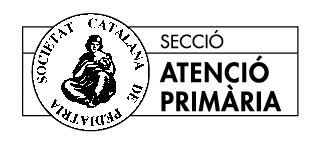 SOCIETAT CATALANA DE PEDIATRIA
SECCIÓ
ATENCIÓ
PRIMÀRIA